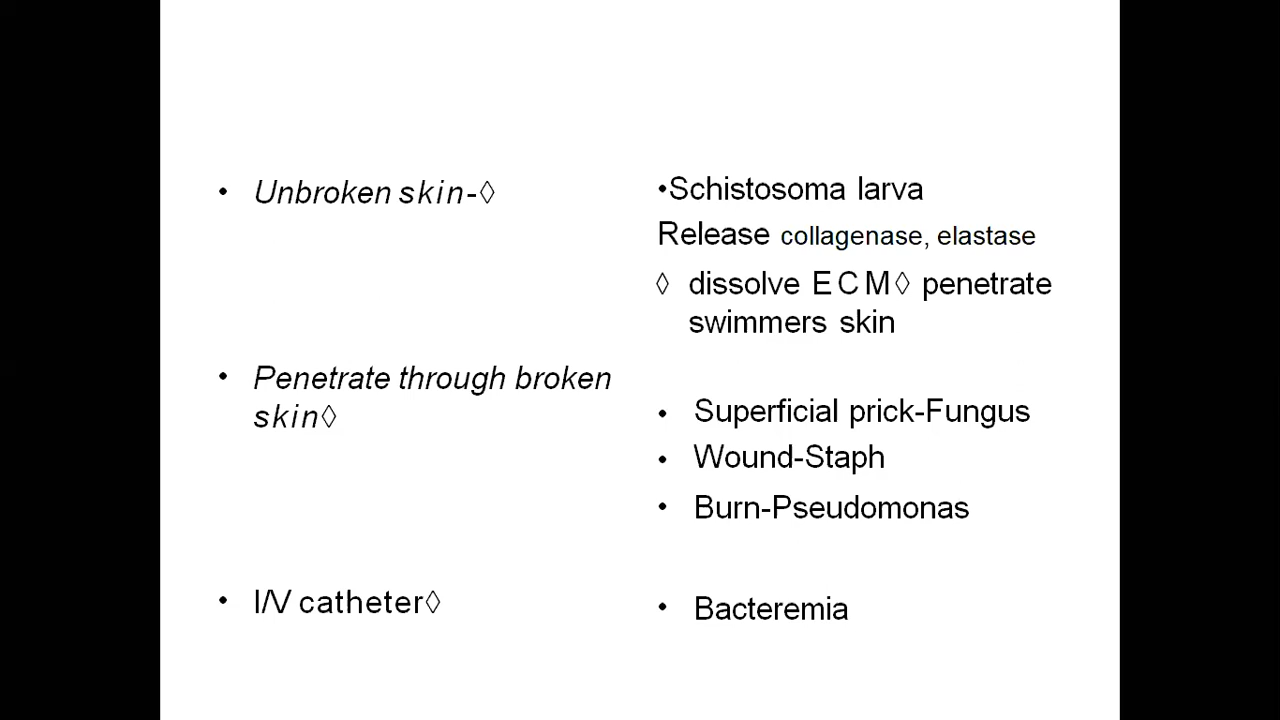 • Unbroken skin-◊
•Schistosoma larva
Release collagenase, elastase
◊ dissolve ECM◊ penetrate
swimmers skin
• Penetrate through broken
skin◊
• Superficial prick-Fungus
• Wound-Staph
• Burn-Pseudomonas
• I/V catheter◊
• Bacteremia